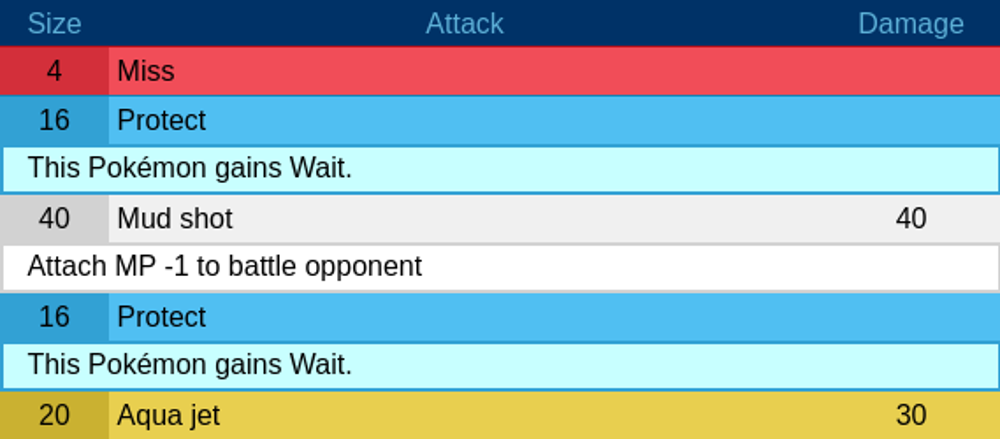 Size Attack Damage
4 Miss
16 Protect
This Pokémon gains Wait.
40 Mud shot 40
Attach MP -1 to battle opponent
16 Protect
This Pokémon gains Wait.
20 Aqua jet 30